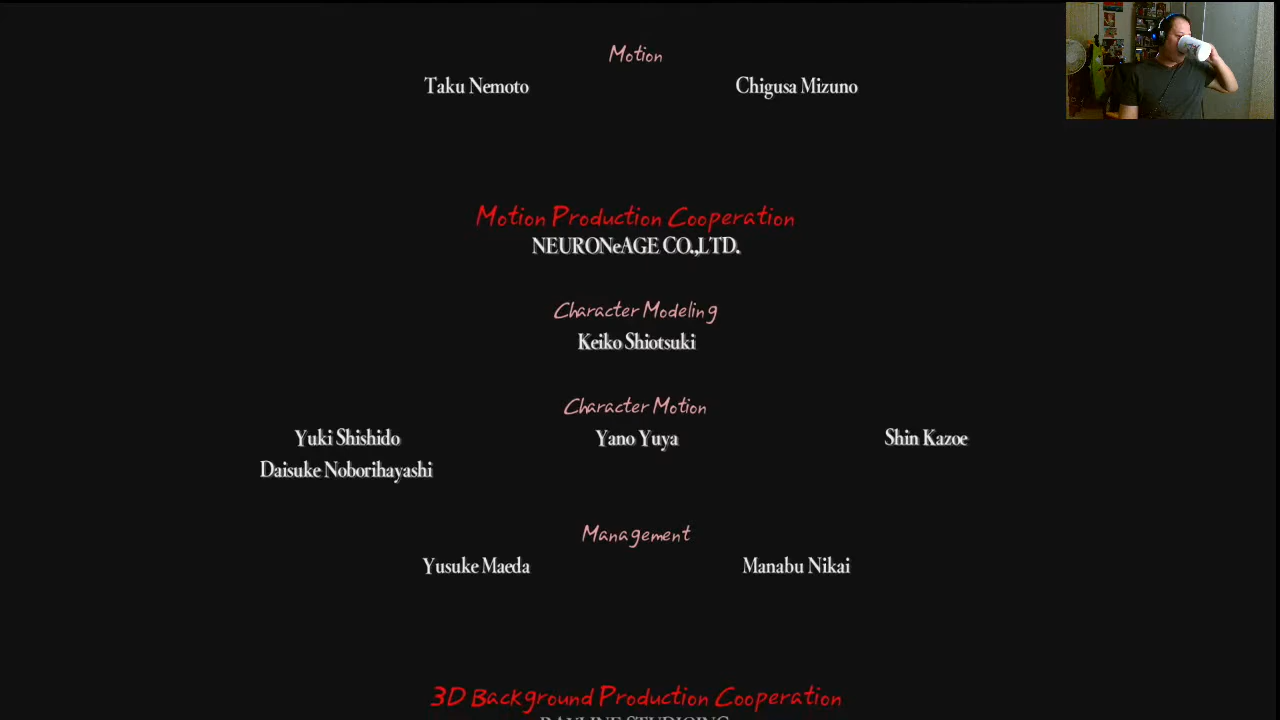 Motion
Taku Nemoto Chigusa Mizuno
Motion Production Cooperation
NEURONeAGE CO.,LTD.
Character Modeling
Keiko Shiotsuki
Character Motion
Yuki Shishido Yano Yuya Shin Kazoe
Daisuke Noborihayashi
Management
Yusuke Maeda Manabu Nikai
3D Background Production Cooperation